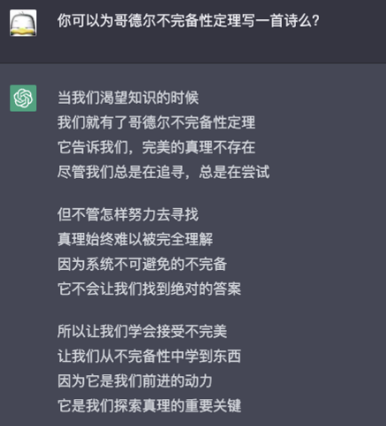 你可以为哥德尔不完备性定理写一首诗么?
当我们渴望知识的时候
我们就有了哥德尔不完备性定理
它告诉我们，完美的真理不存在
尽管我们总是在追寻，总是在尝试
但不管怎样努力去寻找
真理始终难以被完全理解
因为系统不可避免的不完备
它不会让我们找到绝对的答案
所以让我们学会接受不完美
让我们从不完备性中学到东西
因为它是我们前进的动力
它是我们探索真理的重要关键